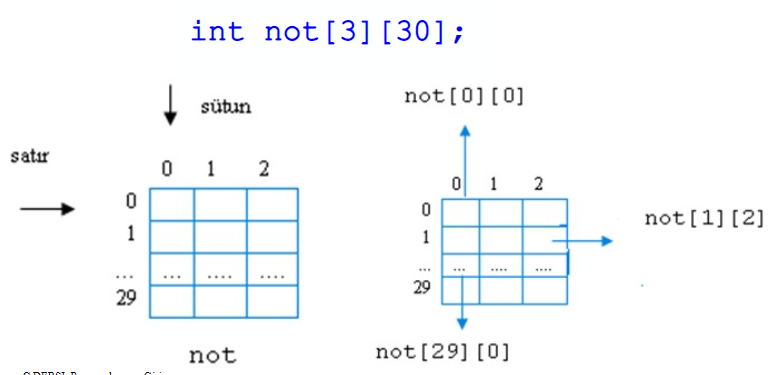 int not[3][30];
sütun
satır
0 1 2
0
1
... ... .... ....
29
not
not[0][0]
0 1 2
0
1
not[1][2]
... ... .... ....
29
not[29][0]